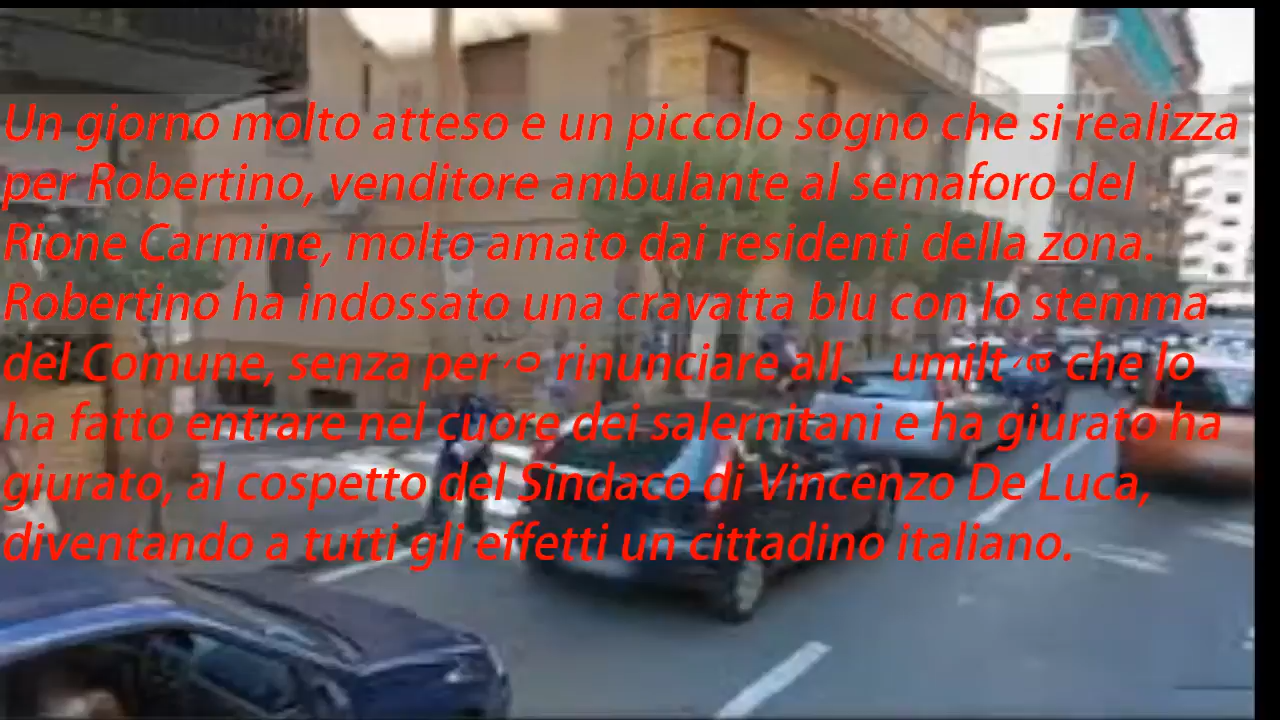 Un giorno molto atteso e un piccolo sogno che si realizza
per Robertino, venditore ambulante al semaforo del
Rione Carmine, molto amato dai residenti della zona.
Robertino ha indossato una cravatta blu con lo stemma
del Comune, senza per rinunciare all、umilt che lo
ha fatto entrare nel cuore dei salernitani e ha giurato ha
giurato, al cospetto del Sindaco di Vincenzo De Luca,
diventando a tutti gli effetti un cittadino italiano.